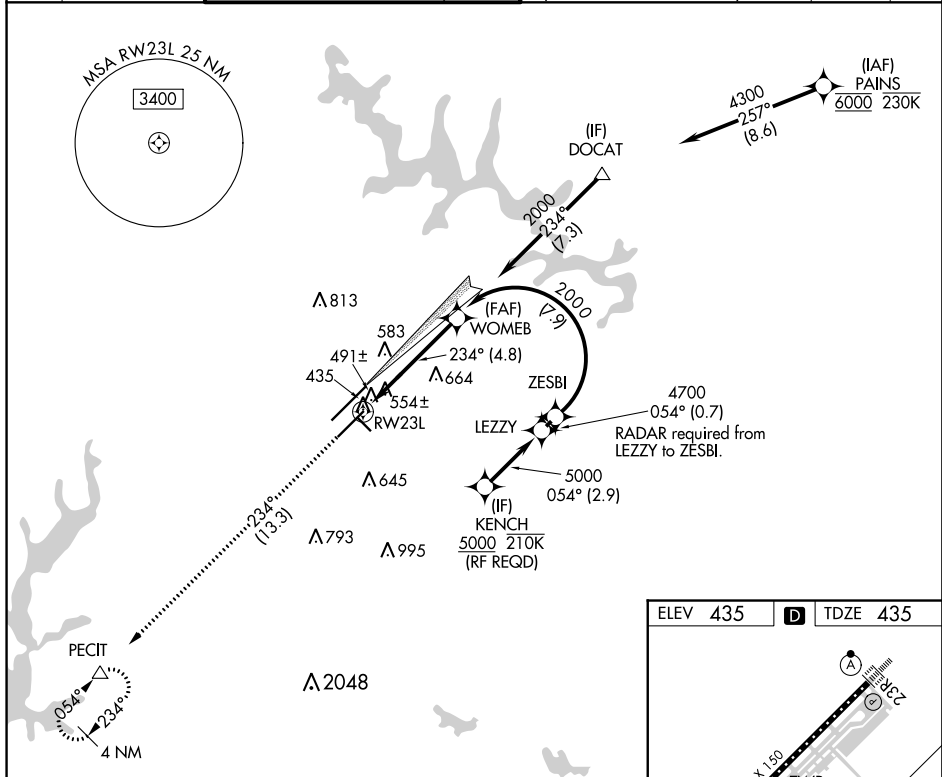 MSA RW23L 25 NM
3400
(IAF)
PAINS
6000 230K
4300
257°
(8.6)
(IF)
DOCAT
2000
234°
(7.3)
813
583
491±
435
554±
RW23L
(FAF)
WOMEB
2000
(7.9)
234° (4.8)
664
ZESBI
LEZZY
4700
054° (0.7)
RADAR required from
LEZZY to ZESBI.
5000
054° (2.9)
(IF)
KENCH
5000 210K
(RF REQD)
645
793
995
234°
(13.3)
PECIT
054°
234°
4 NM
2048
ELEV 435 D TDZE 435
A
23R
P
X 150